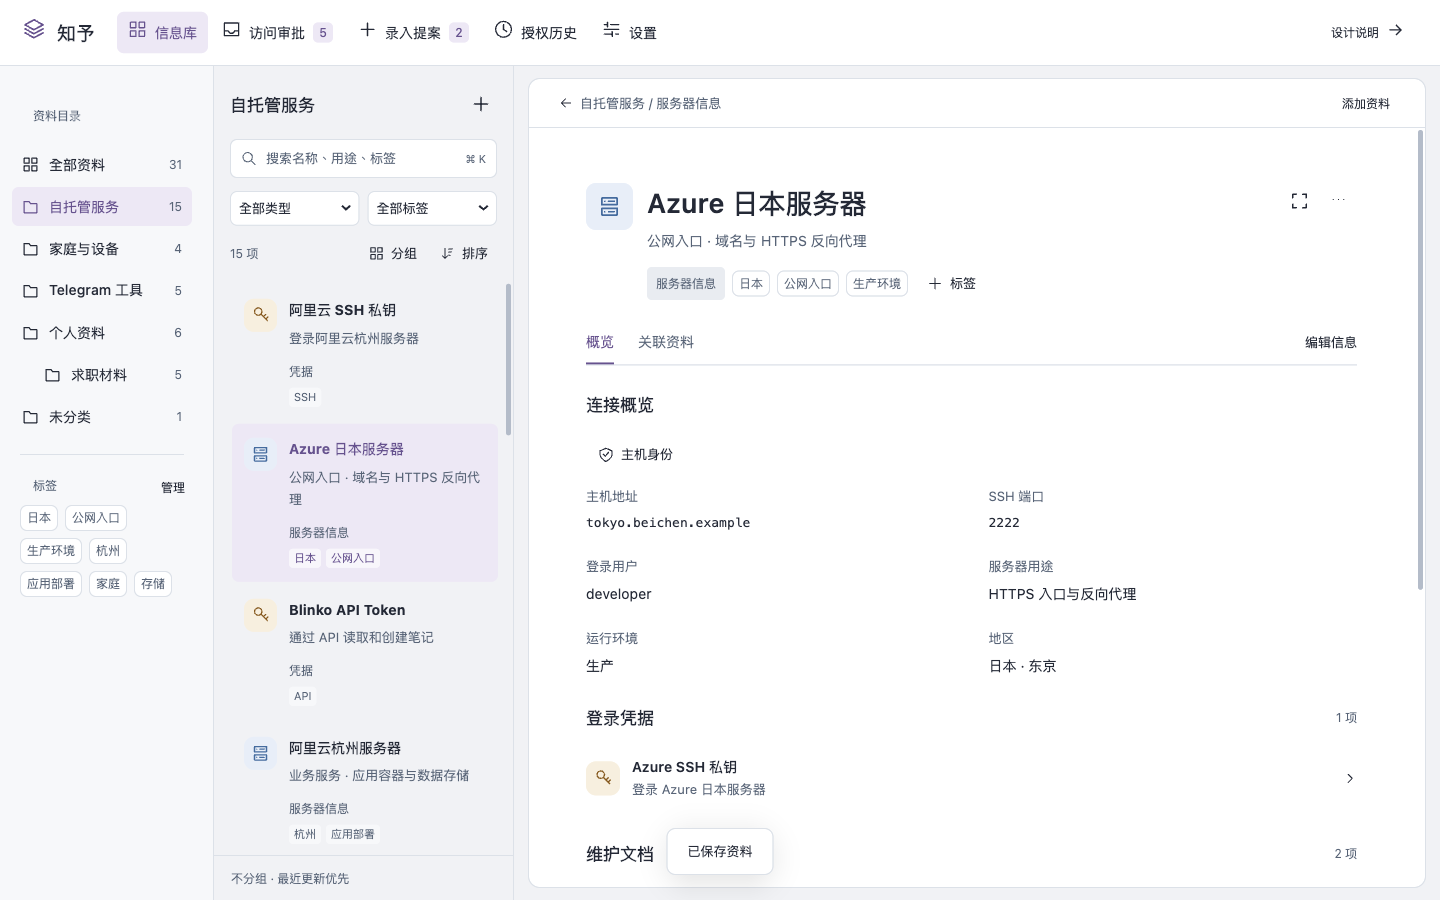 知予
信息库
访问审批 5
录入提案 2
授权历史
设置
设计说明
资料目录
全部资料 31
自托管服务 15
家庭与设备 4
Telegram 工具 5
个人资料 6
求职材料 5
未分类 1
标签 管理
日本 公网入口
生产环境 杭州
应用部署 家庭 存储
自托管服务
搜索名称、用途、标签 ⌘ K
全部类型 全部标签
15 项 分组 排序
阿里云 SSH 私钥
登录阿里云杭州服务器
凭据
SSH
Azure 日本服务器
公网入口 · 域名与 HTTPS 反向代
理
服务器信息
日本 公网入口
Blinko API Token
通过 API 读取和创建笔记
凭据
API
阿里云杭州服务器
业务服务 · 应用容器与数据存储
服务器信息
杭州 应用部署
不分组 · 最近更新优先
自托管服务 / 服务器信息 添加资料
Azure 日本服务器
公网入口 · 域名与 HTTPS 反向代理
服务器信息 日本 公网入口 生产环境 标签
概览 关联资料 编辑信息
连接概览
主机身份
主机地址 SSH 端口
tokyo.beichen.example 2222
登录用户 服务器用途
developer HTTPS 入口与反向代理
运行环境 地区
生产 日本 · 东京
登录凭据 1 项
Azure SSH 私钥
登录 Azure 日本服务器
维护文档 2 项
已保存资料